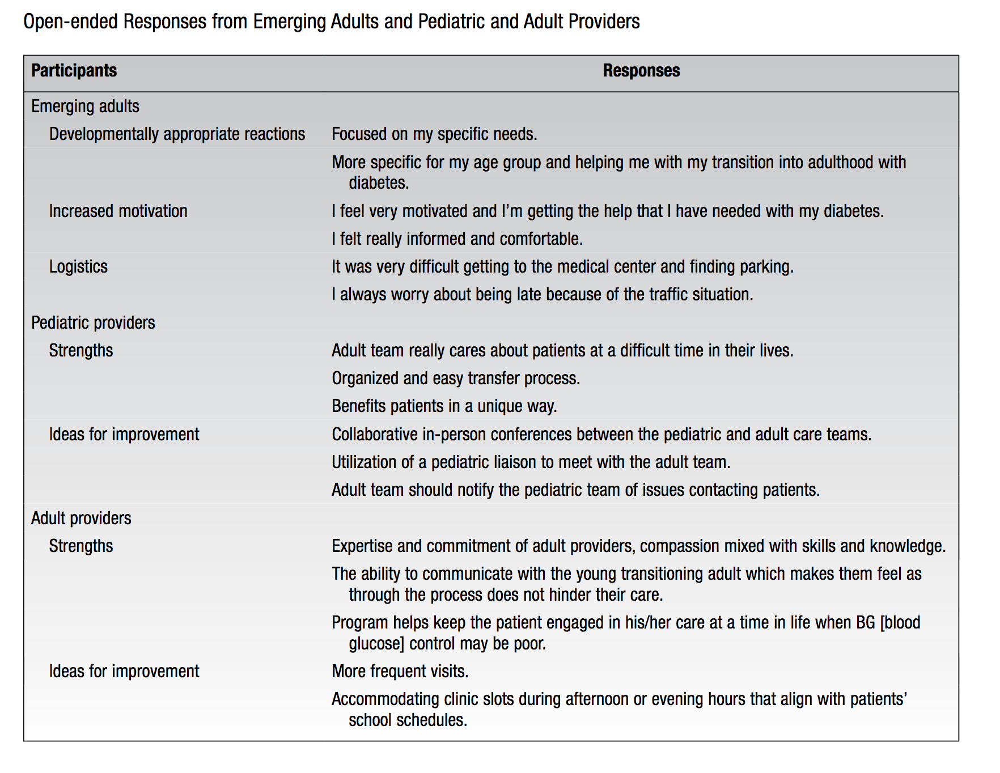 Open-ended Responses from Emerging Adults and Pediatric and Adult Providers
Participants Responses
Emerging adults
Developmentally appropriate reactions Focused on my specific needs.
More specific for my age group and helping me with my transition into adulthood with
diabetes.
Increased motivation I feel very motivated and I’m getting the help that I have needed with my diabetes.
I felt really informed and comfortable.
Logistics It was very difficult getting to the medical center and finding parking.
I always worry about being late because of the traffic situation.
Pediatric providers
Strengths Adult team really cares about patients at a difficult time in their lives.
Organized and easy transfer process.
Benefits patients in a unique way.
Ideas for improvement Collaborative in-person conferences between the pediatric and adult care teams.
Utilization of a pediatric liaison to meet with the adult team.
Adult team should notify the pediatric team of issues contacting patients.
Adult providers
Strengths Expertise and commitment of adult providers, compassion mixed with skills and knowledge.
The ability to communicate with the young transitioning adult which makes them feel as
through the process does not hinder their care.
Program helps keep the patient engaged in his/her care at a time in life when BG [blood
glucose] control may be poor.
Ideas for improvement More frequent visits.
Accommodating clinic slots during afternoon or evening hours that align with patients’
school schedules.